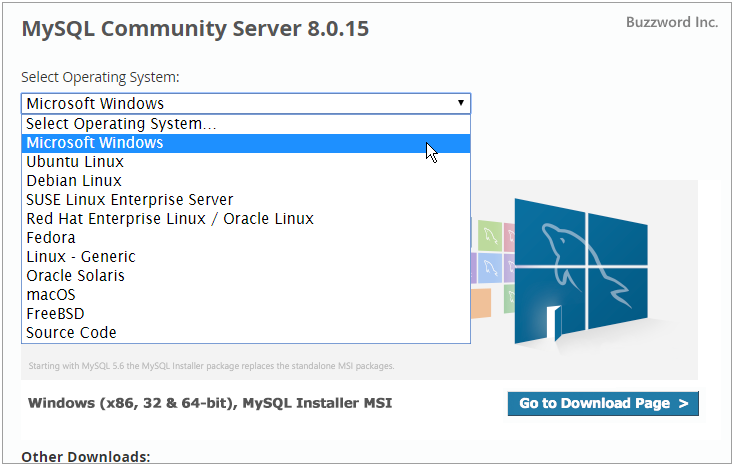 MySQL Community Server 8.0.15
Buzzword Inc.
Select Operating System:
Microsoft Windows
Select Operating System...
Microsoft Windows
Ubuntu Linux
Debian Linux
SUSE Linux Enterprise Server
Red Hat Enterprise Linux / Oracle Linux
Fedora
Linux - Generic
Oracle Solaris
macOS
FreeBSD
Source Code
Starting with MySQL 5.6 the MySQL Installer package replaces the standalone MSI packages.
Windows (x86, 32 & 64-bit), MySQL Installer MSI
Go to Download Page >
Other Downloads: